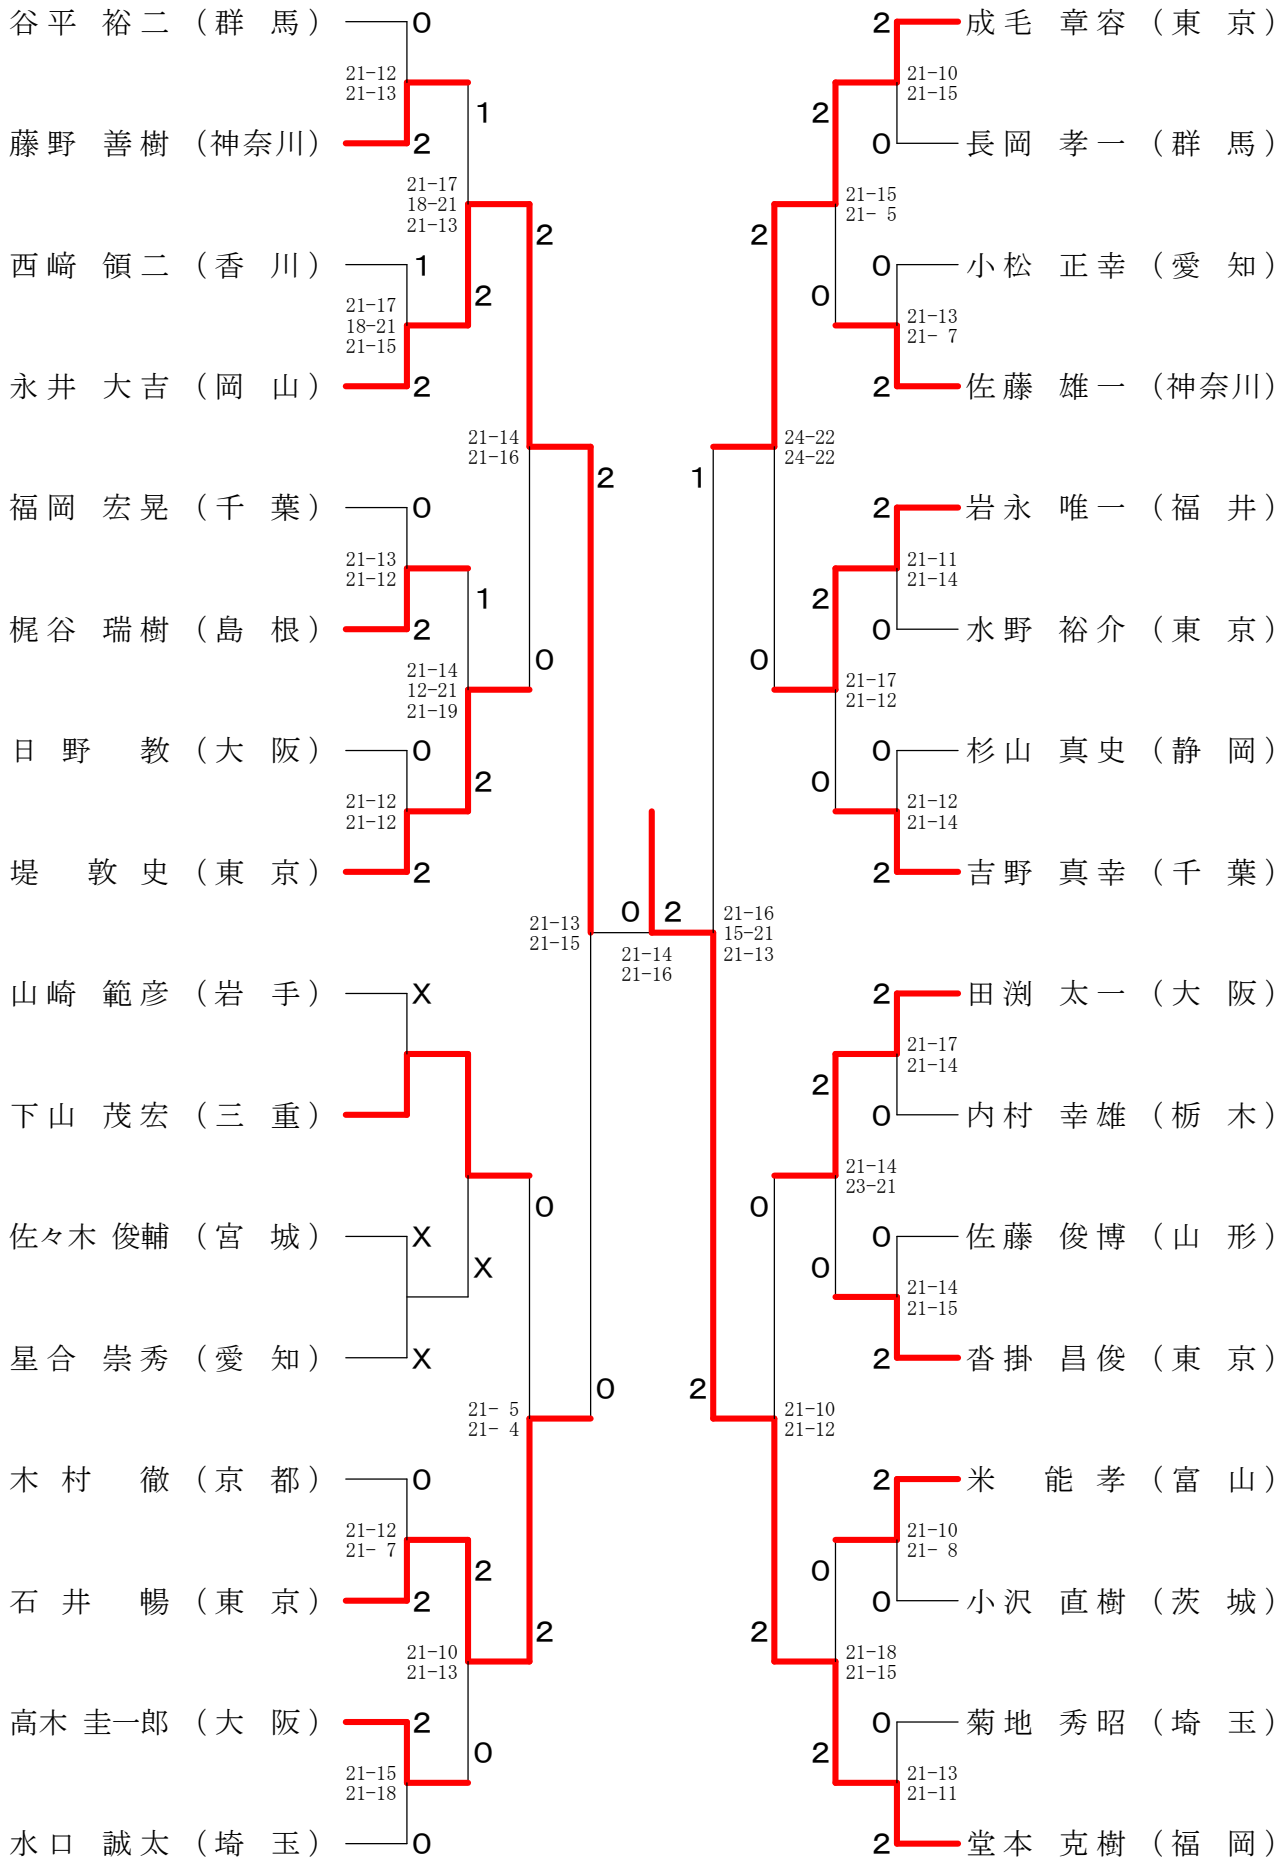 谷平 裕二 (群 馬) 0
21-12
21-13
1
藤野 善樹 (神奈川) 2
21-17
18-21
21-13
2
西﨑 領二 (香 川) 1
2
21-17
18-21
21-15
永井 大吉 (岡 山) 2
21-14
21-16
2
福岡 宏晃 (千 葉) 0
21-13
21-12
1
梶谷 瑞樹 (島 根) 2
0
21-14
12-21
21-19
日野 教 (大 阪) 0
2
21-12
21-12
堤 敦史 (東 京) 2
21-13
21-15
0 2
21-14
21-16
山崎 範彦 (岩 手) X
下山 茂宏 (三 重)
0
佐々木 俊輔 (宮 城) X
X
星合 崇秀 (愛 知) X
0
21- 5
21- 4
木村 徹 (京 都) 0
21-12
21- 7
2
石井 暢 (東 京) 2
2
21-10
21-13
高木 圭一郎 (大 阪) 2
0
21-15
21-18
水口 誠太 (埼 玉) 0
2 成毛 章容 (東 京)
21-10
21-15
2
0 長岡 孝一 (群 馬)
21-15
21- 5
2
0 小松 正幸 (愛 知)
0
21-13
21- 7
2 佐藤 雄一 (神奈川)
24-22
24-22
1
2 岩永 唯一 (福 井)
21-11
21-14
2
0 水野 裕介 (東 京)
0
21-17
21-12
0 杉山 真史 (静 岡)
0
21-12
21-14
2 吉野 真幸 (千 葉)
21-16
15-21
21-13
2 田渕 太一 (大 阪)
21-17
21-14
2
0 内村 幸雄 (栃 木)
21-14
23-21
0
0 佐藤 俊博 (山 形)
0
21-14
21-15
2 沓掛 昌俊 (東 京)
2
21-10
21-12
2 米 能孝 (富 山)
21-10
21- 8
0
0 小沢 直樹 (茨 城)
2
21-18
21-15
0 菊地 秀昭 (埼 玉)
2
21-13
21-11
2 堂本 克樹 (福 岡)